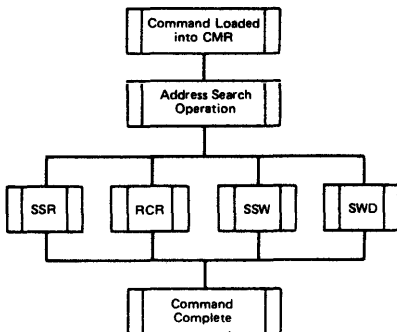 Command Loaded
into CMR
Address Search
Operation
SSR
RCR
SSW
SWD
Command
Complete